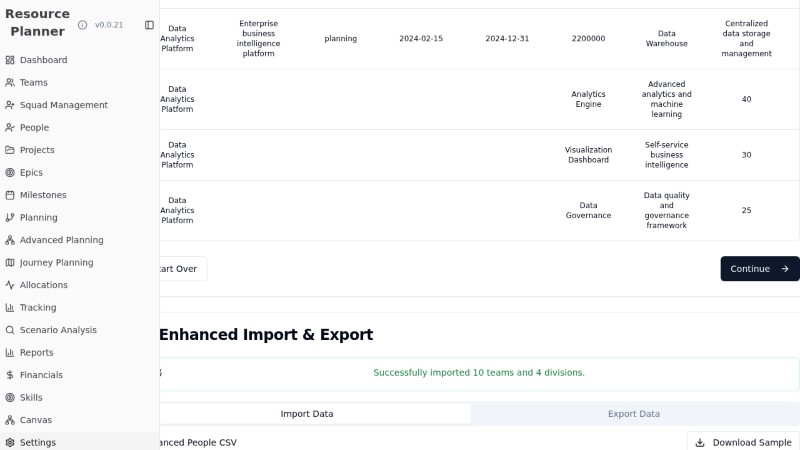 Resource
Planner
v0.0.21
Dashboard
Teams
Squad Management
People
Projects
Epics
Milestones
Planning
Advanced Planning
Journey Planning
Allocations
Tracking
Scenario Analysis
Reports
Financials
Skills
Canvas
Settings
Data
Analytics
Platform
Enterprise
business
intelligence
platform
planning
2024-02-15
2024-12-31
2200000
Data
Warehouse
Centralized
data storage
and
management
Data
Analytics
Platform
Analytics
Engine
Advanced
analytics and
machine
learning
40
Data
Analytics
Platform
Visualization
Dashboard
Self-service
business
intelligence
30
Data
Analytics
Platform
Data
Governance
Data quality
and
governance
framework
25
art Over
Continue
Enhanced Import & Export
Successfully imported 10 teams and 4 divisions.
Import Data
Export Data
anced People CSV
Download Sample